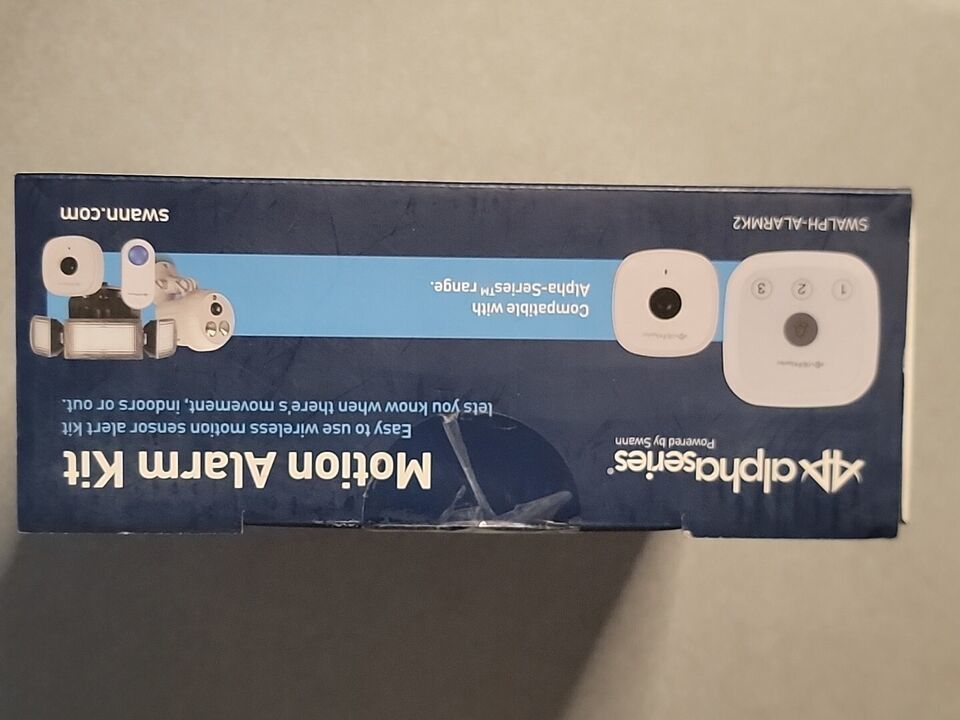 alphaseries®
Powered by Swann
Motion Alarm Kit
Easy to use wireless motion sensor alert kit
lets you know when there's movement, indoors or out.
1 2 3
Compatible with
Alpha-Series™ range.
SWALPH-ALARMK2
swann.com